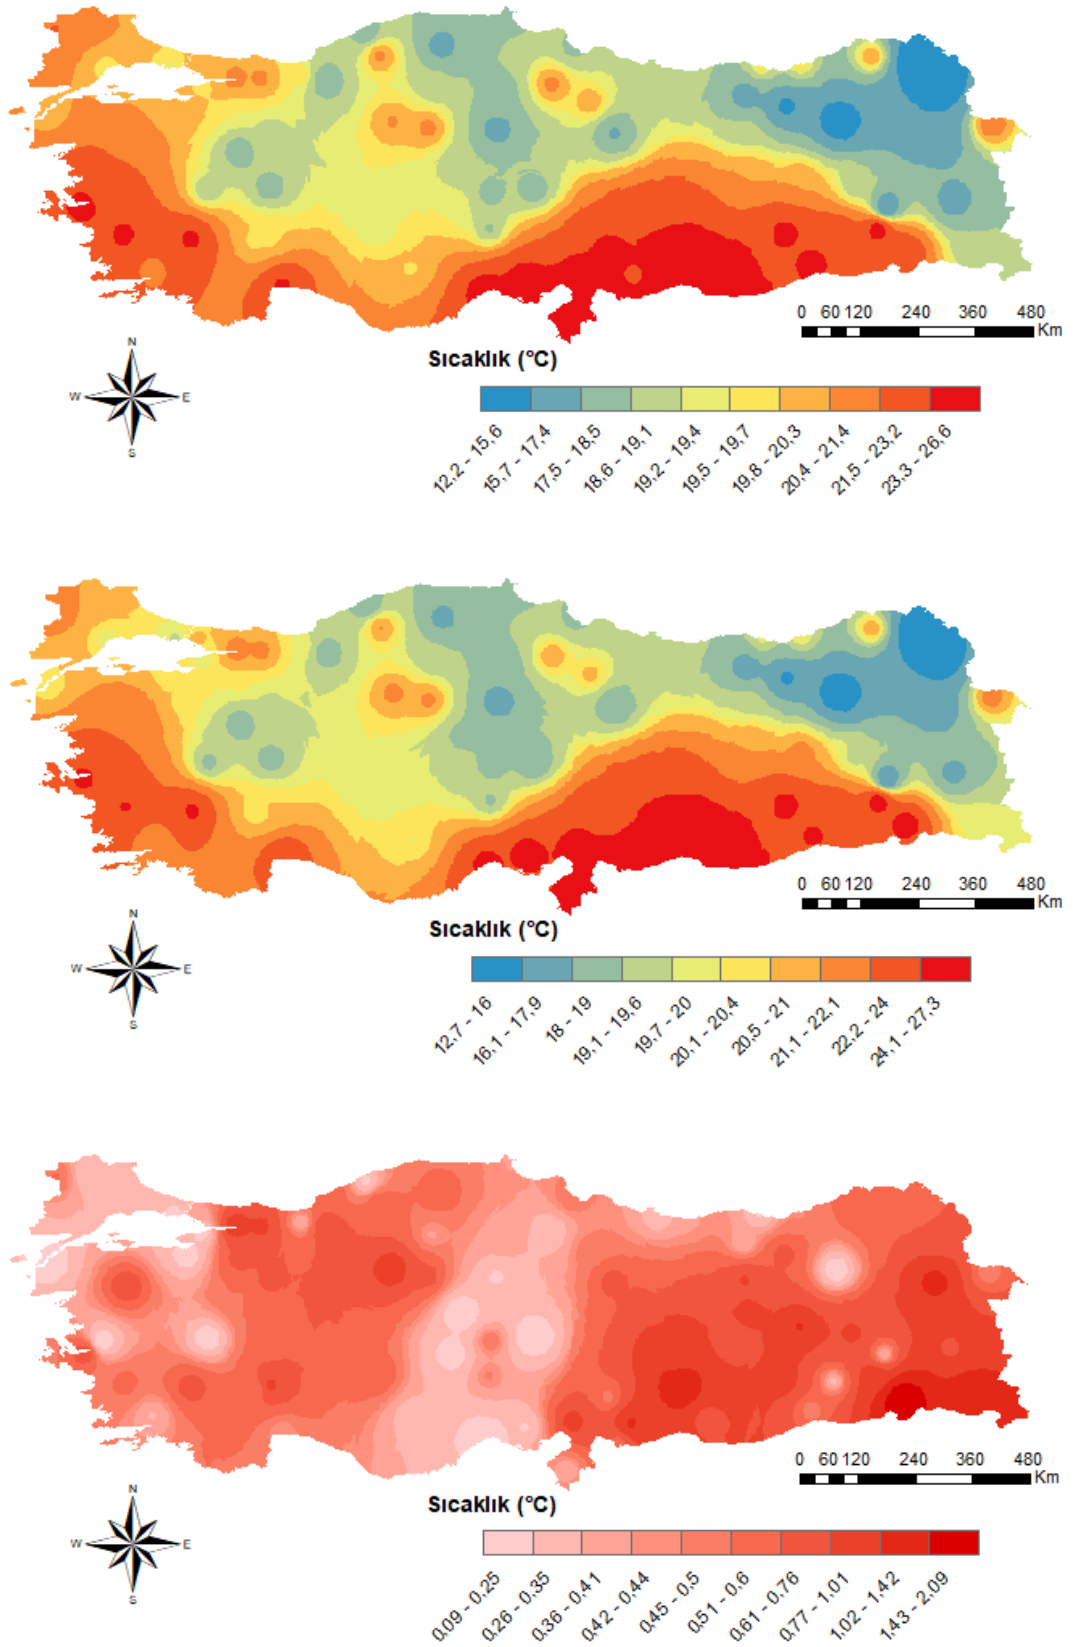 0 60 120 240 360 480
Km
N
W E
S
Sıcaklık (°C)
12,2 - 15,6
15,7 - 17,4
17,5 - 18,5
18,6 - 19,1
19,2 - 19,4
19,5 - 19,7
19,8 - 20,3
20,4 - 21,4
21,5 - 23,2
23,3 - 26,6
0 60 120 240 360 480
Km
N
W E
S
Sıcaklık (°C)
12,7 - 16
16,1 - 17,9
18 - 19
19,1 - 19,6
19,7 - 20
20,1 - 20,4
20,5 - 21
21,1 - 22,1
22,2 - 24
24,1 - 27,3
0 60 120 240 360 480
Km
N
W E
S
Sıcaklık (°C)
0,09 - 0,25
0,26 - 0,35
0,36 - 0,41
0,42 - 0,44
0,45 - 0,5
0,51 - 0,6
0,61 - 0,76
0,77 - 1,01
1,02 - 1,42
1,43 - 2,09